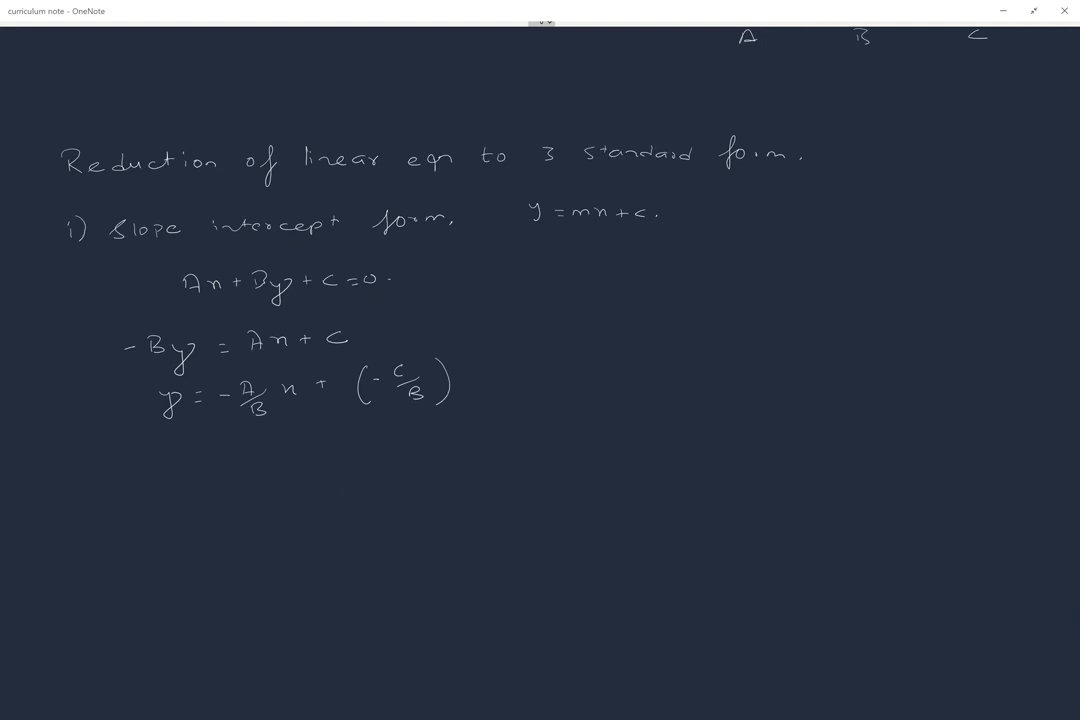 curriculum note - OneNote
A B C
Reduction of linear eqn to 3 standard form.
i) Slope intercept form. y = mx + c.
Ax + By + C = 0.
- By = Ax + C
y = - A/B x + (- C/B)